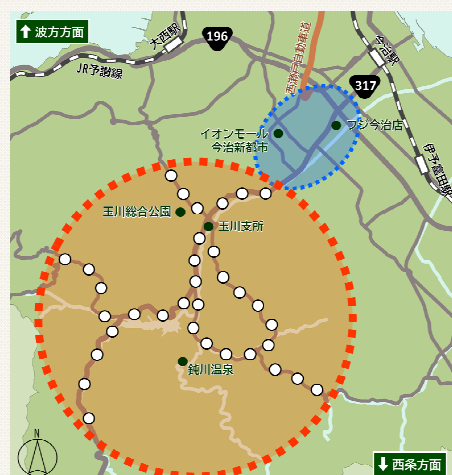 ↑ 波方方面
大西駅
196
JR予讃線
西瀬戸自動車道
今治駅
317
イオンモール
今治新都市
フジ今治店
伊予富田駅
玉川総合公園
玉川支所
鈍川温泉
N
↓ 西条方面